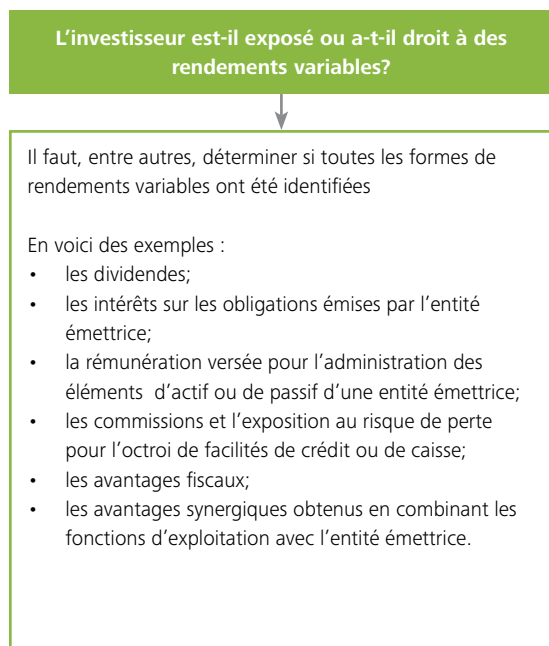 L'investisseur est-il exposé ou a-t-il droit à des
rendements variables?
Il faut, entre autres, déterminer si toutes les formes de
rendements variables ont été identifiées
En voici des exemples :
• les dividendes;
• les intérêts sur les obligations émises par l'entité
émettrice;
• la rémunération versée pour l'administration des
éléments d'actif ou de passif d'une entité émettrice;
• les commissions et l'exposition au risque de perte
pour l'octroi de facilités de crédit ou de caisse;
• les avantages fiscaux;
• les avantages synergiques obtenus en combinant les
fonctions d'exploitation avec l'entité émettrice.